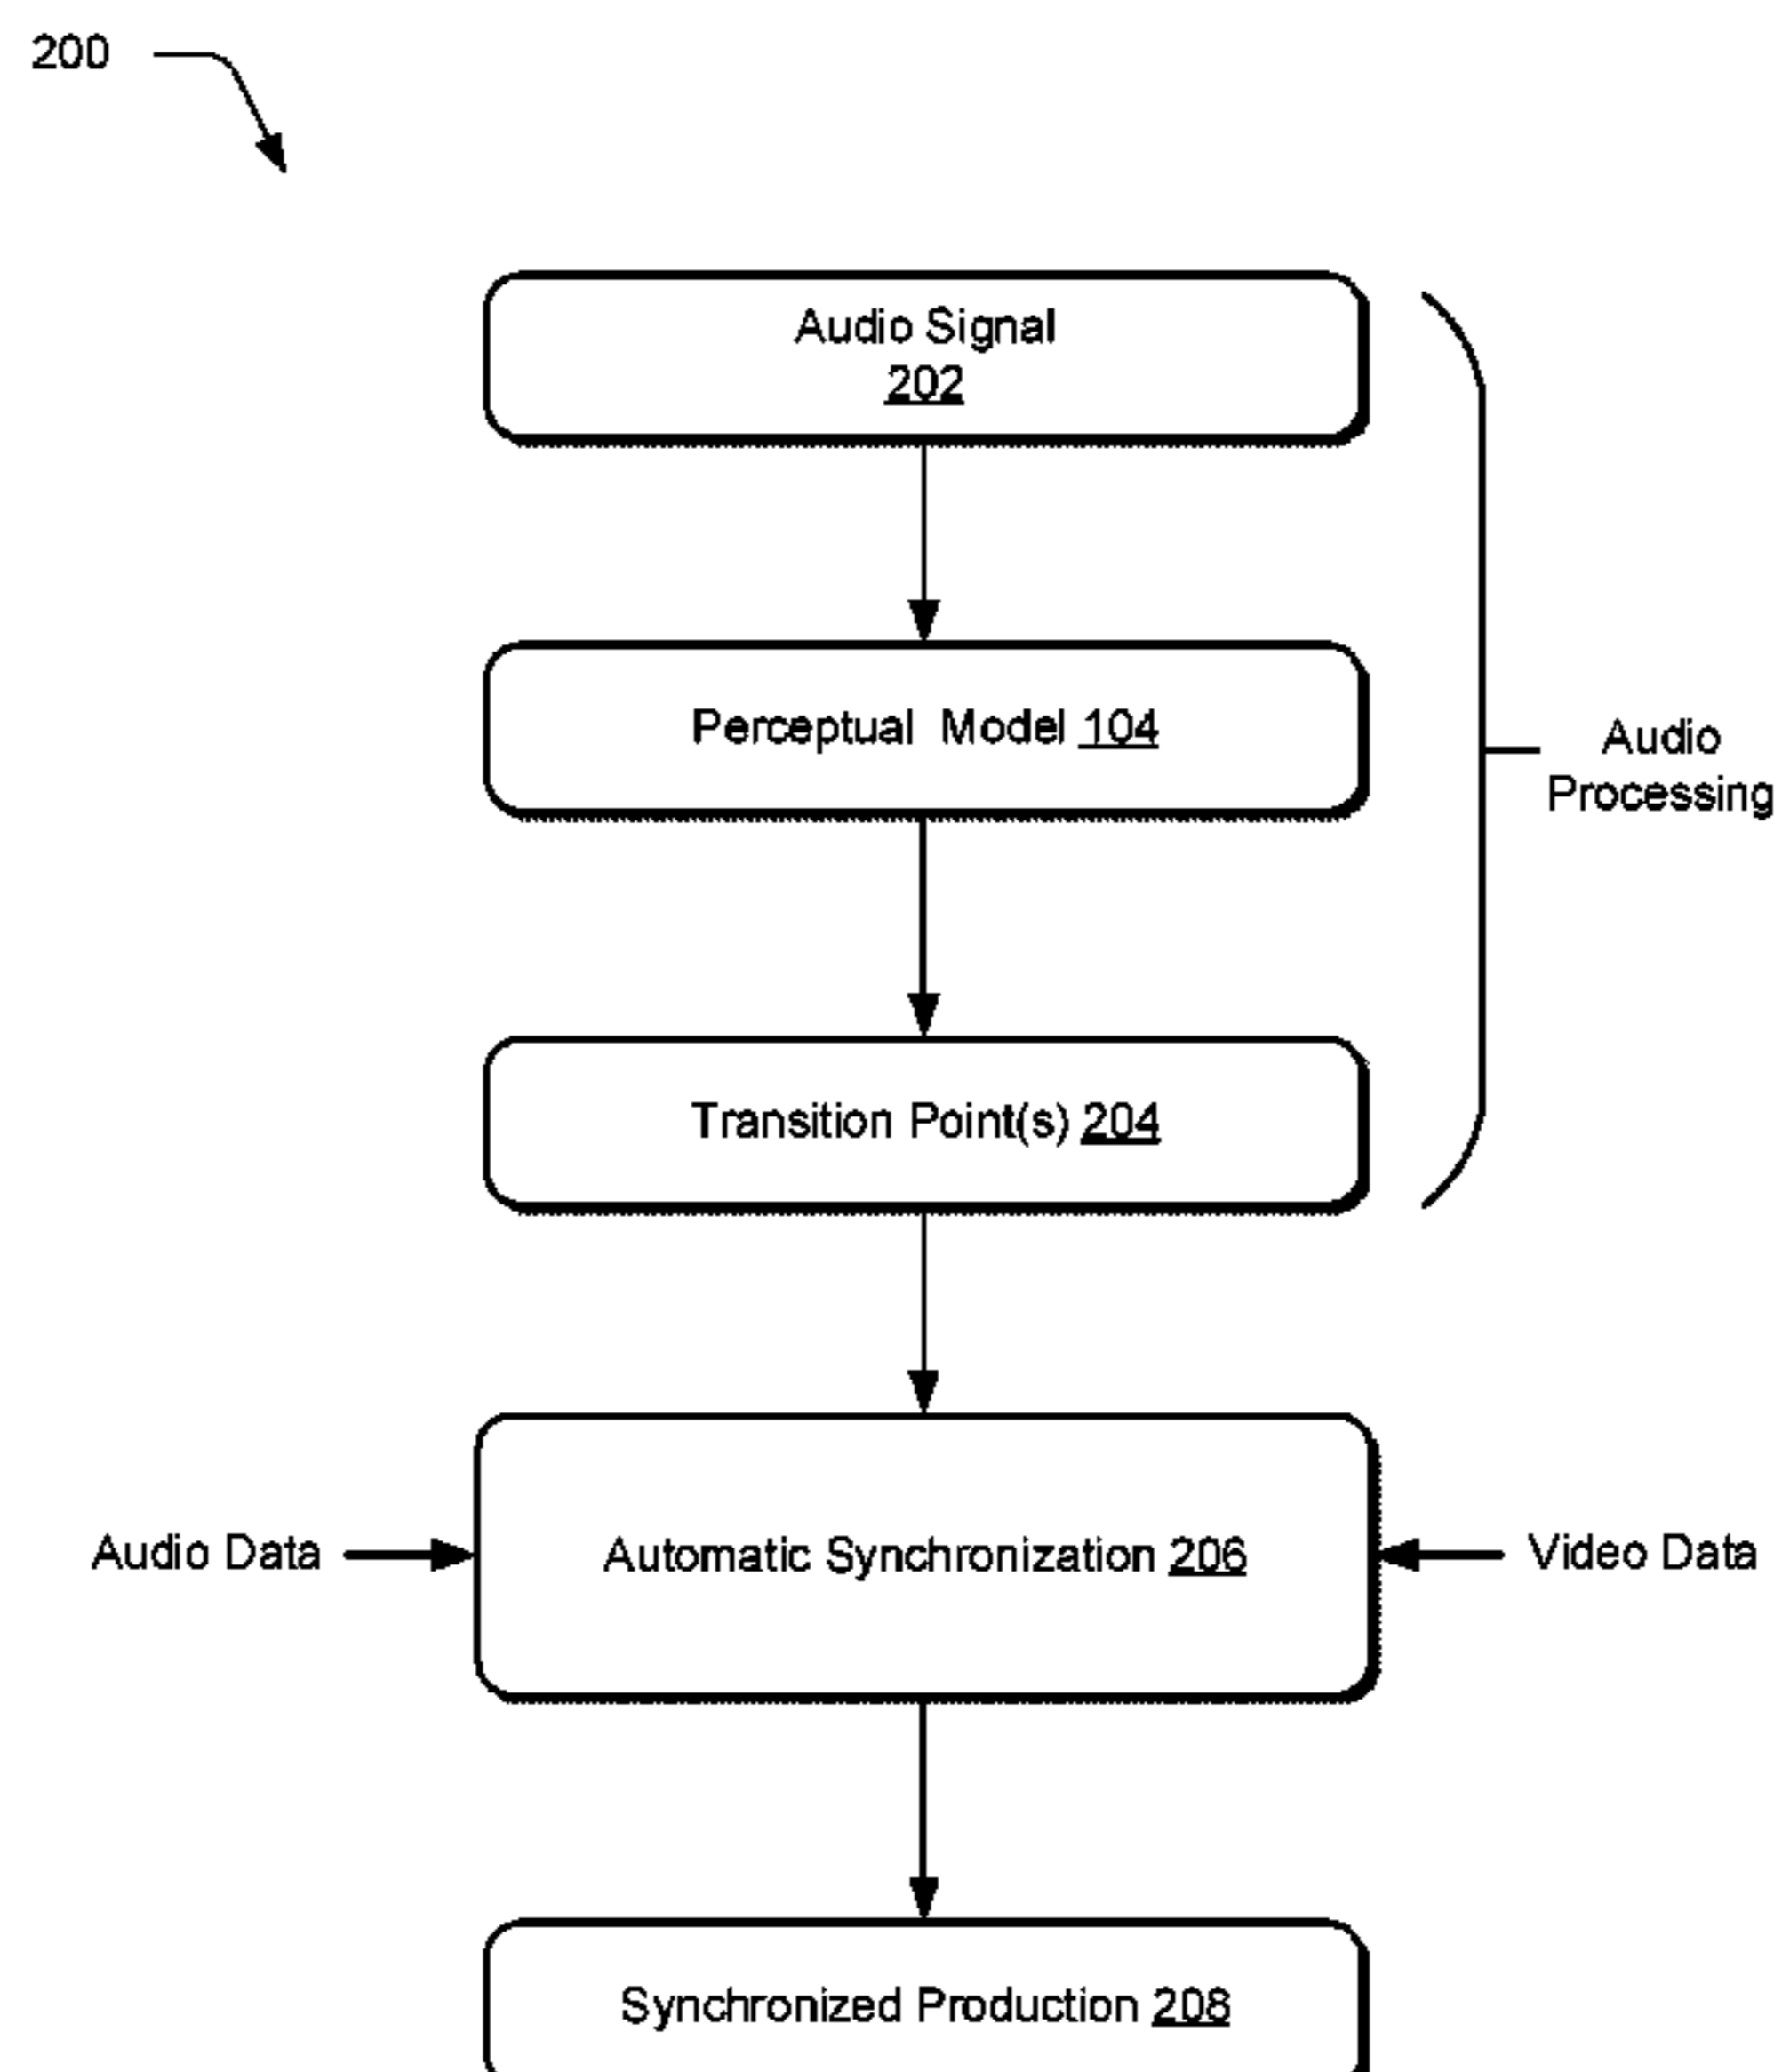 200
Audio Signal
202
Perceptual Model 104
Audio
Processing
Transition Point(s) 204
Audio Data
Automatic Synchronization 206
Video Data
Synchronized Production 208